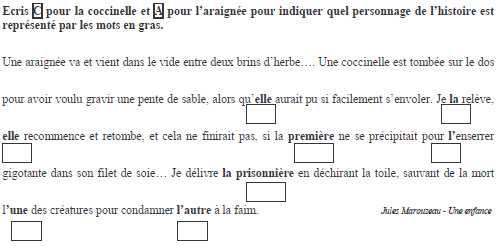 Ecris C pour la coccinelle et A pour l'araignée pour indiquer quel personnage de l'histoire est
représenté par les mots en gras.
Une araignée va et vient dans le vide entre deux brins d'herbe…. Une coccinelle est tombée sur le dos
pour avoir voulu gravir une pente de sable, alors qu'elle aurait pu si facilement s'envoler. Je la relève,
elle recommence et retombe, et cela ne finirait pas, si la première ne se précipitait pour l'enserrer
gigotante dans son filet de soie… Je délivre la prisonnière en déchirant la toile, sauvant de la mort
l'une des créatures pour condamner l'autre à la faim.
Jules Marouzeau - Une enfance